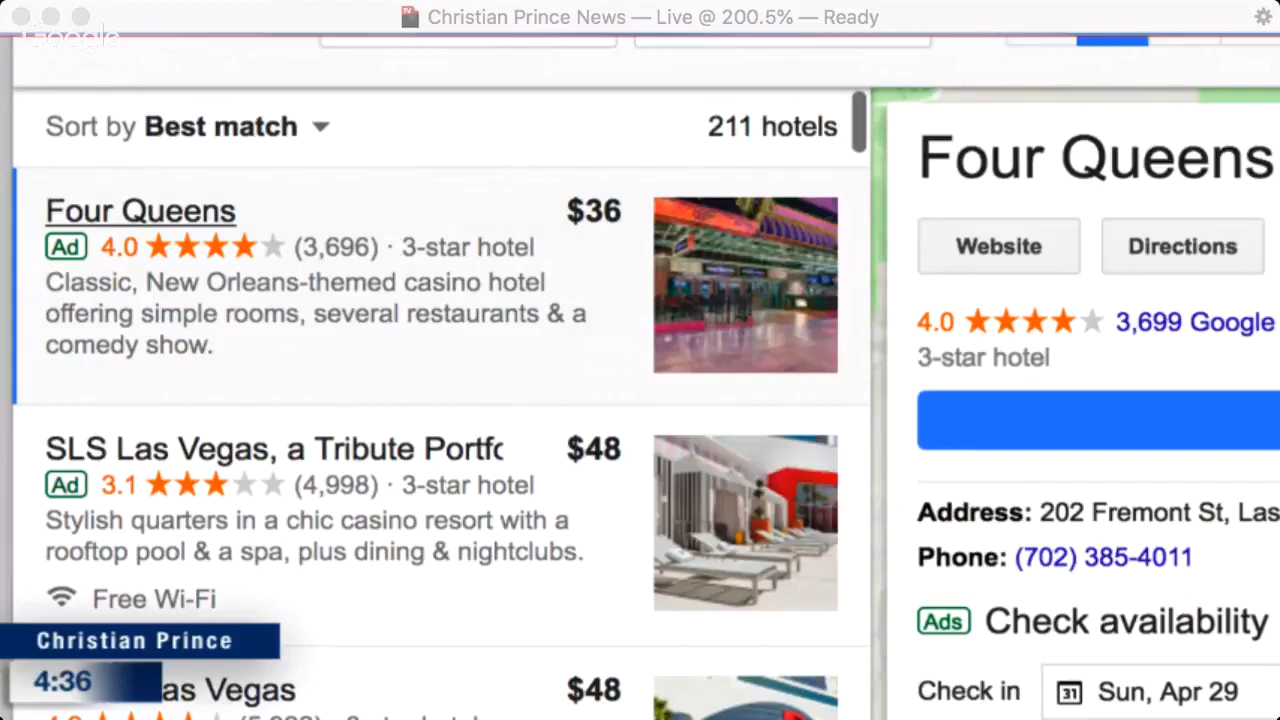 Christian Prince News — Live @ 200.5% — Ready
Google
Sort by Best match
211 hotels
Four Queens
$36
Ad 4.0 (3,696) · 3-star hotel
Classic, New Orleans-themed casino hotel
offering simple rooms, several restaurants & a
comedy show.
SLS Las Vegas, a Tribute Portfo
$48
Ad 3.1 (4,998) · 3-star hotel
Stylish quarters in a chic casino resort with a
rooftop pool & a spa, plus dining & nightclubs.
Free Wi-Fi
as Vegas
$48
Christian Prince
4:36
Four Queens
Website
Directions
4.0 3,699 Google
3-star hotel
Address: 202 Fremont St, Las
Phone: (702) 385-4011
Ads Check availability
Check in
31 Sun, Apr 29